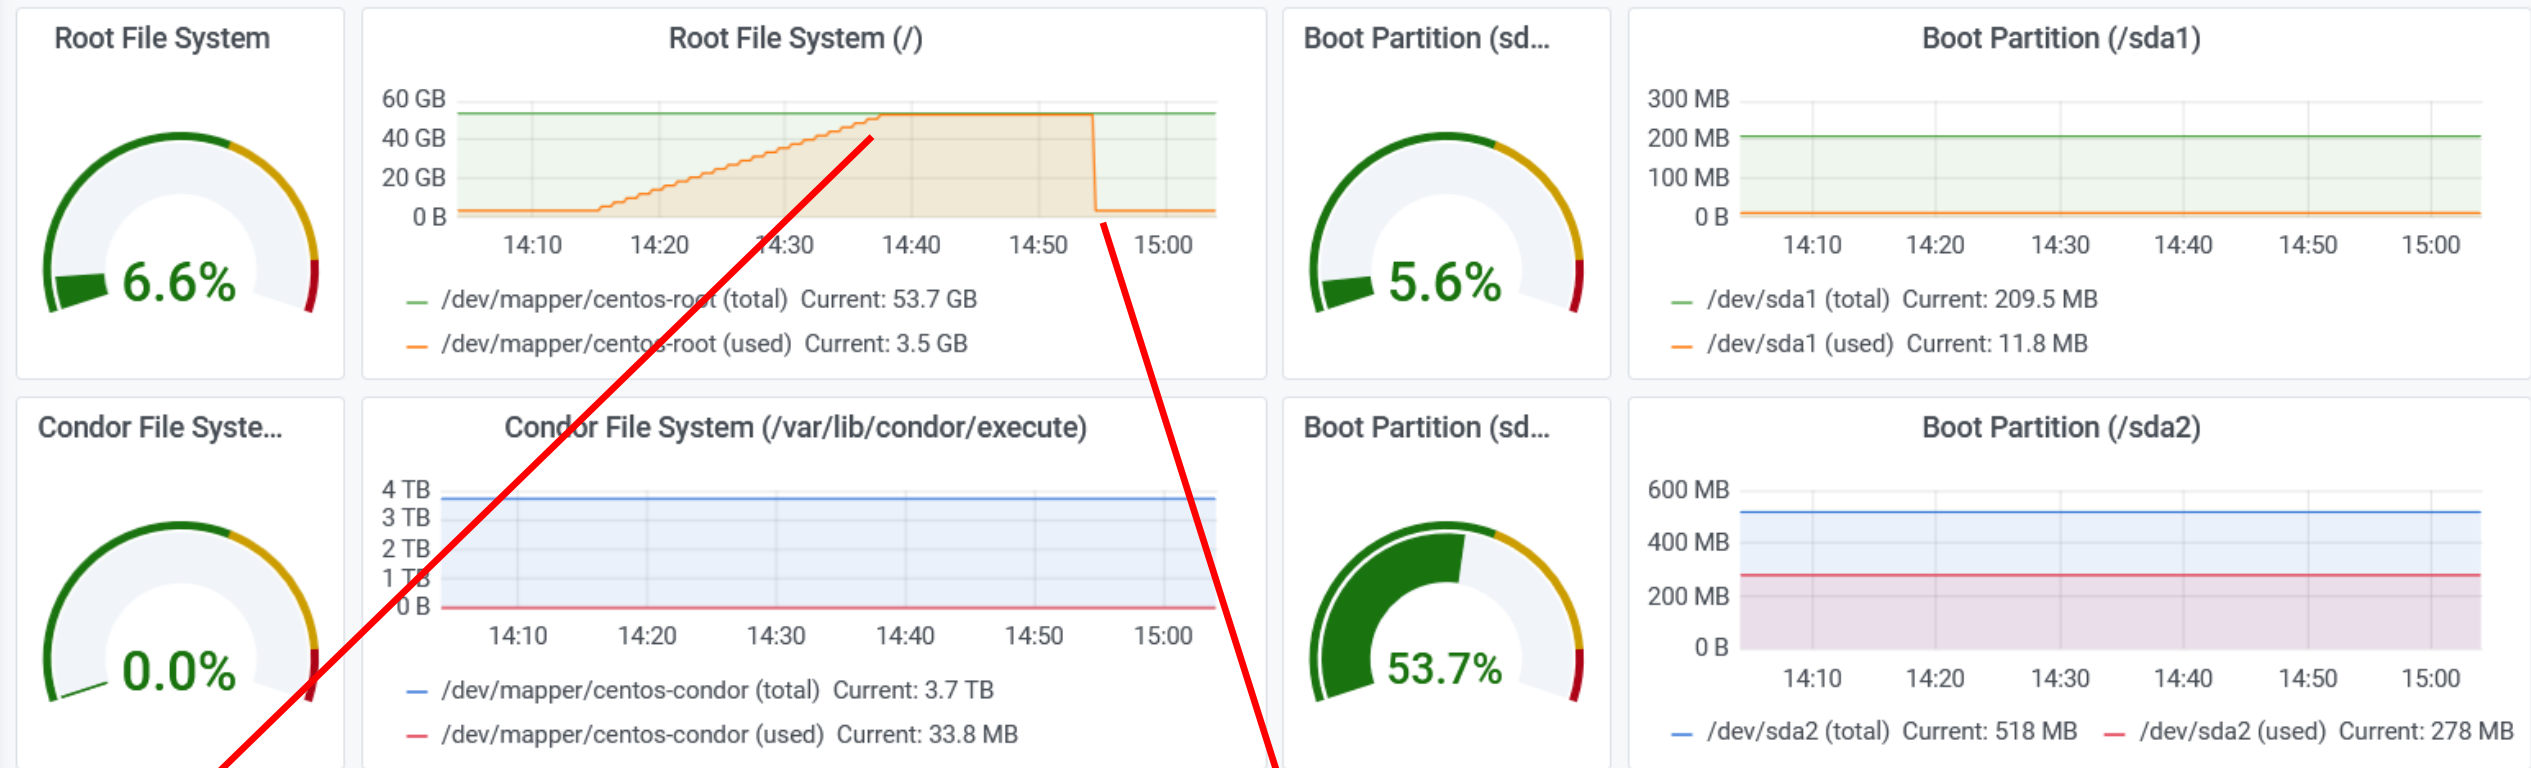 Root File System
Root File System (/)
60 GB
40 GB
20 GB
0 B
14:10 14:20 14:30 14:40 14:50 15:00
/dev/mapper/centos-root (total) Current: 53.7 GB
/dev/mapper/centos-root (used) Current: 3.5 GB
6.6%
Boot Partition (sd...
5.6%
Boot Partition (/sda1)
300 MB
200 MB
100 MB
0 B
14:10 14:20 14:30 14:40 14:50 15:00
/dev/sda1 (total) Current: 209.5 MB
/dev/sda1 (used) Current: 11.8 MB
Condor File Syste...
0.0%
Condor File System (/var/lib/condor/execute)
4 TB
3 TB
2 TB
1 TB
0 B
14:10 14:20 14:30 14:40 14:50 15:00
/dev/mapper/centos-condor (total) Current: 3.7 TB
/dev/mapper/centos-condor (used) Current: 33.8 MB
Boot Partition (sd...
53.7%
Boot Partition (/sda2)
600 MB
400 MB
200 MB
0 B
14:10 14:20 14:30 14:40 14:50 15:00
/dev/sda2 (total) Current: 518 MB /dev/sda2 (used) Current: 278 MB